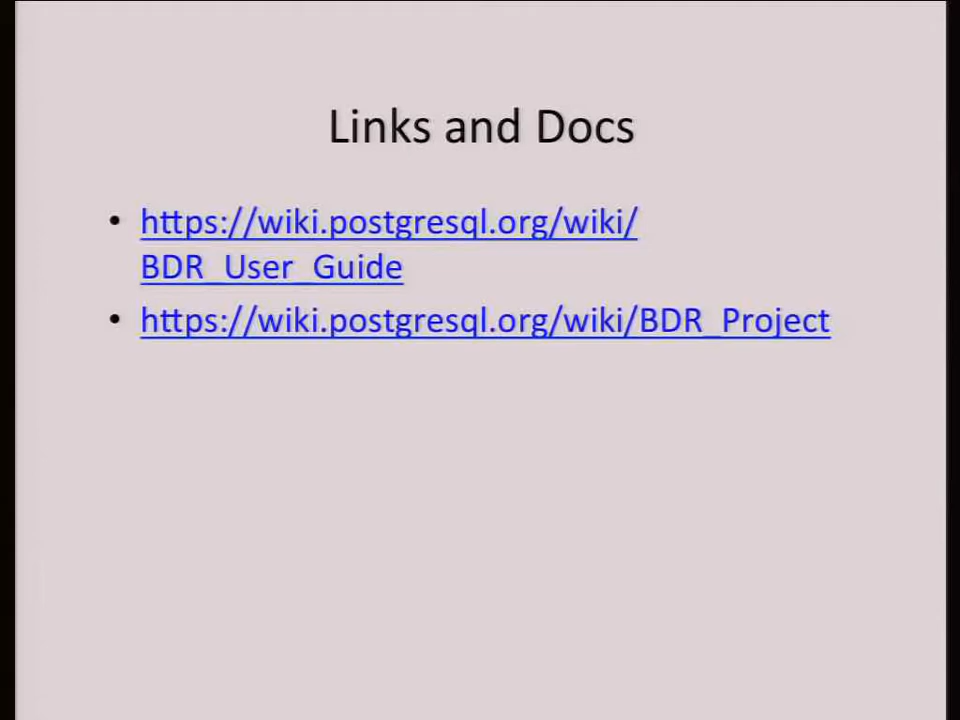 Links and Docs
• https://wiki.postgresql.org/wiki/
BDR_User_Guide
• https://wiki.postgresql.org/wiki/BDR_Project